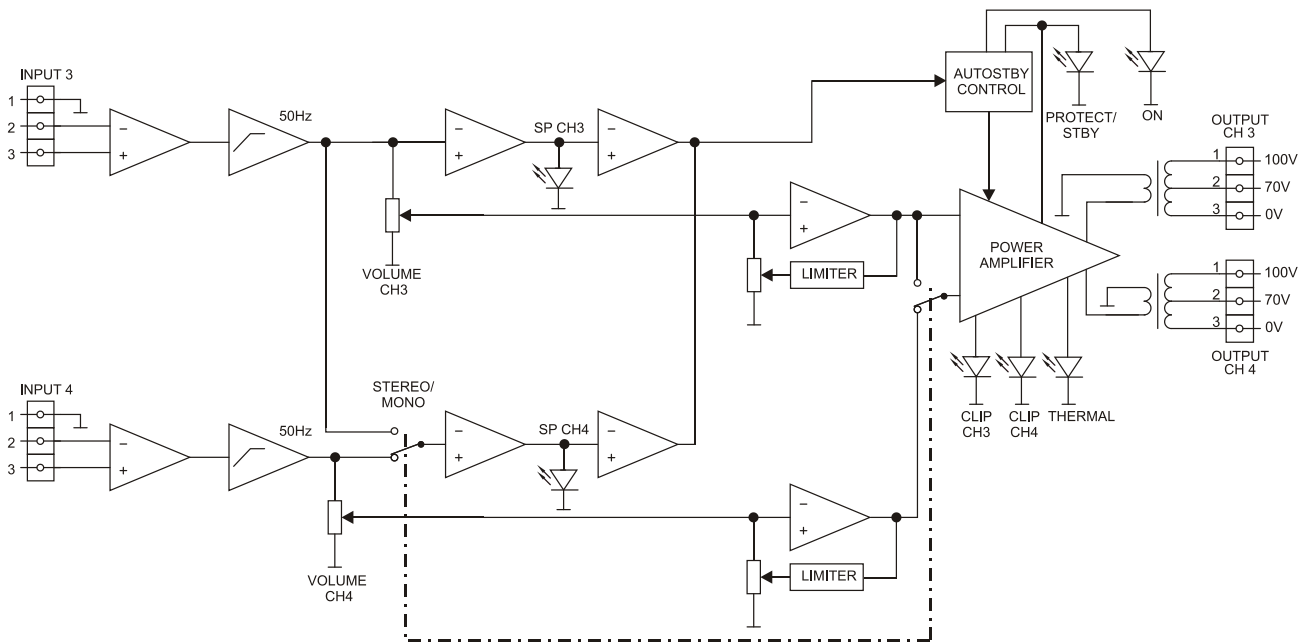 INPUT 3
1
2
3
−
+
50Hz
−
+
SP CH3
−
+
AUTOSTBY
CONTROL
PROTECT/
STBY
ON
OUTPUT
CH 3
1
100V
2
70V
3
0V
VOLUME
CH3
−
+
LIMITER
POWER
AMPLIFIER
1
100V
2
70V
3
0V
OUTPUT
CH 4
CLIP
CH3
CLIP
CH4
THERMAL
INPUT 4
1
2
3
−
+
50Hz
STEREO/
MONO
−
+
SP CH4
−
+
VOLUME
CH4
−
+
LIMITER